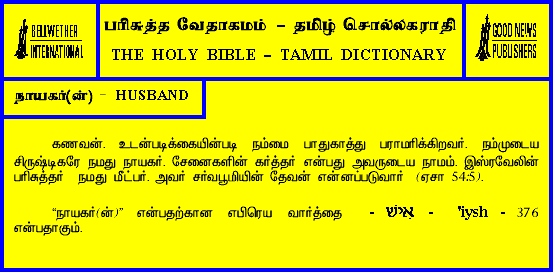 BELLWETHER
INTERNATIONAL
பரிசுத்த வேதாகமம் – தமிழ் சொல்லகராதி
THE HOLY BIBLE – TAMIL DICTIONARY
GOOD NEWS
PUBLISHERS
நாயகர்(ன்) – HUSBAND
கணவன். உடன்படிக்கையின்படி நம்மை பாதுகாத்து பராமரிக்கிறவர். நம்முடைய
சிருஷ்டிகரே நமது நாயகர். சேனைகளின் கர்த்தர் என்பது அவருடைய நாமம். இஸ்ரவேலின்
பரிசுத்தர் நமது மீட்பர். அவர் சர்வபூமியின் தேவன் என்னப்படுவார் (ஏசா 54:5).
“நாயகர்(ன்)” என்பதற்கான எபிரெய வார்த்தை - אִישׁ - 'iysh - 376
என்பதாகும்.